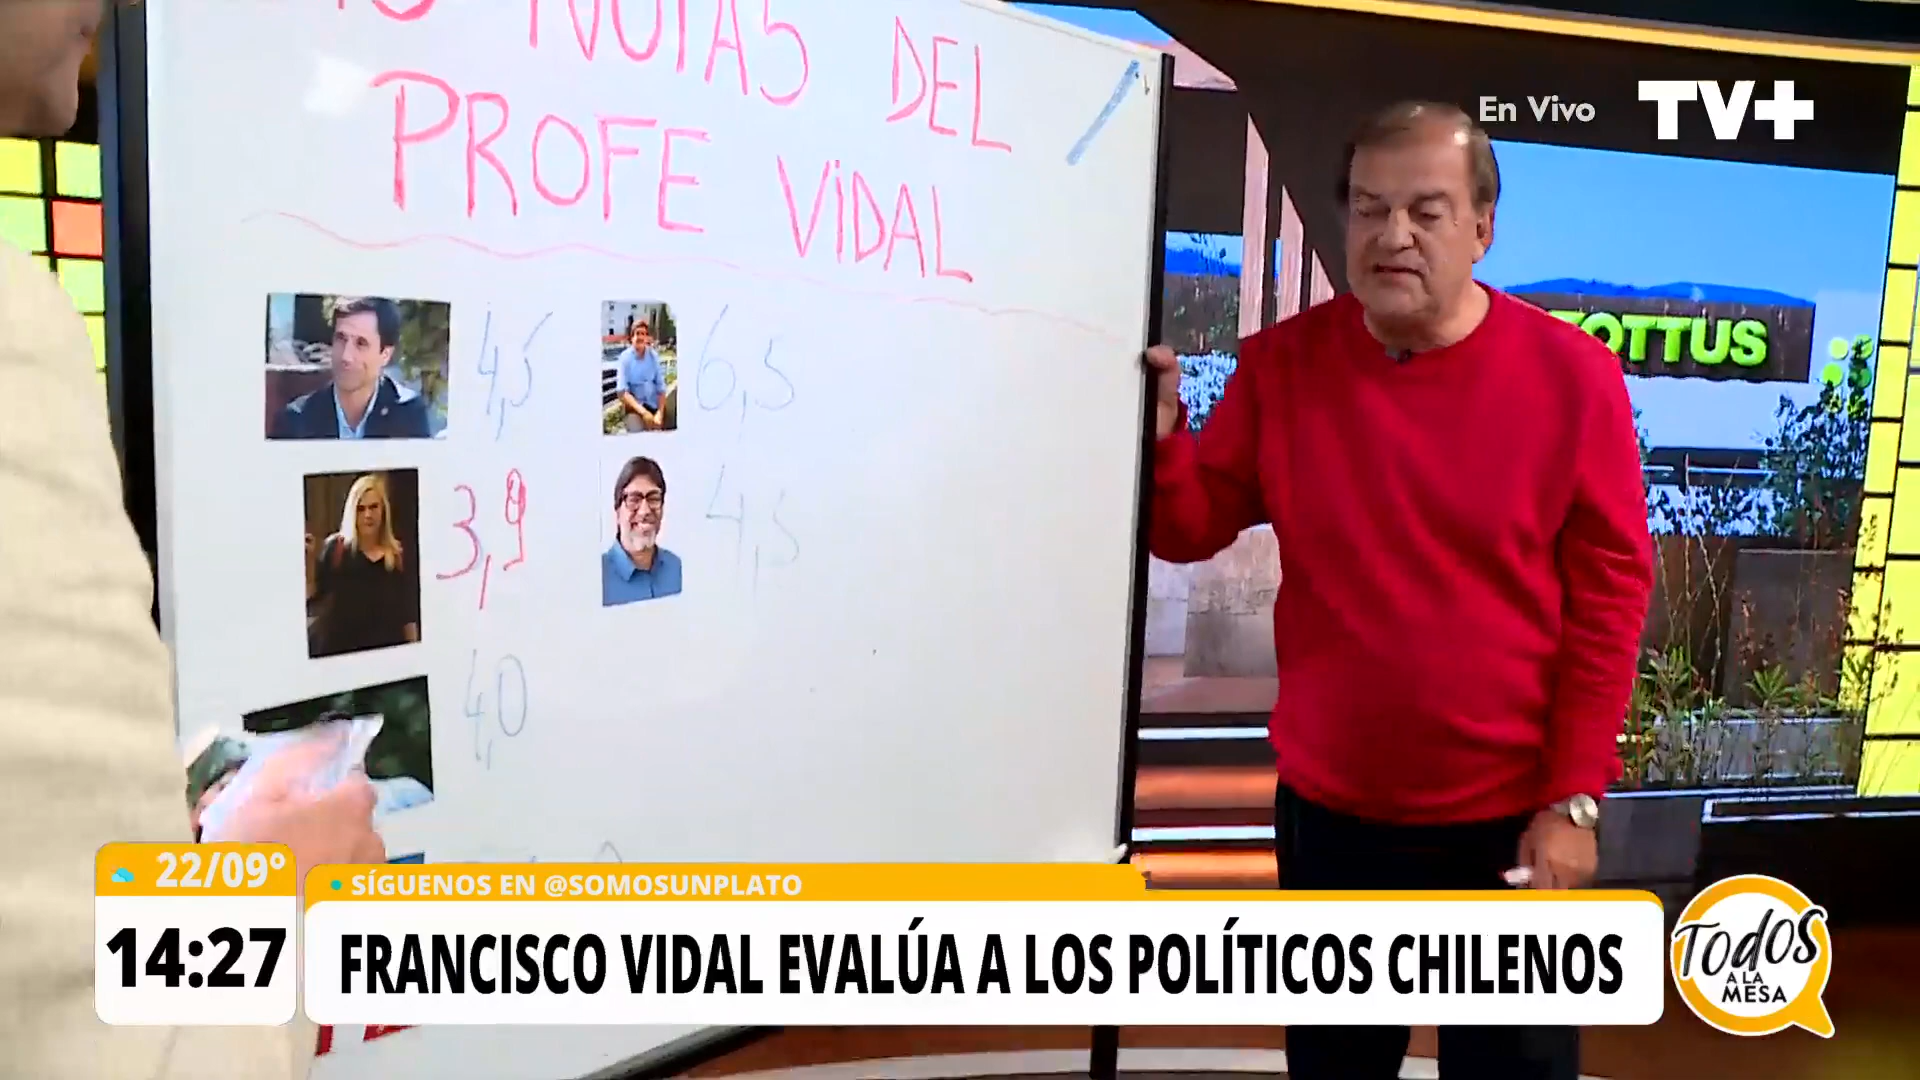 NOTAS DEL
PROFE VIDAL
4,5
6,5
3,9
4,5
4,0
En Vivo
TV+
TOTTUS
22/09°
14:27
SÍGUENOS EN @SOMOSUNPLATO
FRANCISCO VIDAL EVALÚA A LOS POLÍTICOS CHILENOS
TODOS
A LA
MESA